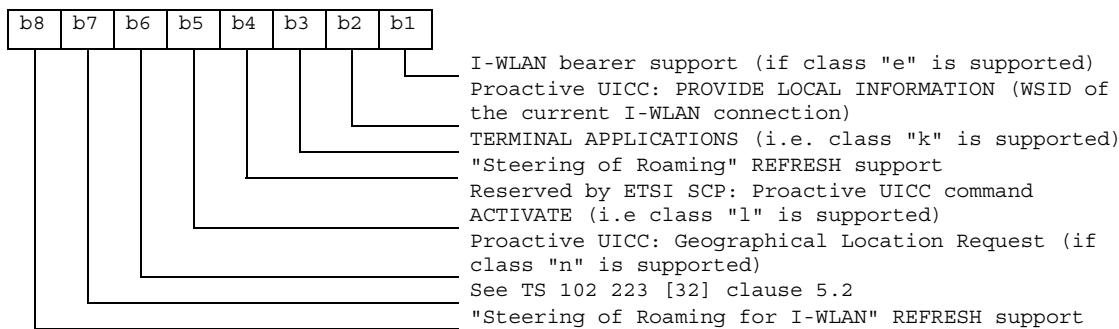 b8 b7 b6 b5 b4 b3 b2 b1
I-WLAN bearer support (if class "e" is supported)
Proactive UICC: PROVIDE LOCAL INFORMATION (WSID of
the current I-WLAN connection)
TERMINAL APPLICATIONS (i.e. class "k" is supported)
"Steering of Roaming" REFRESH support
Reserved by ETSI SCP: Proactive UICC command
ACTIVATE (i.e class "l" is supported)
Proactive UICC: Geographical Location Request (if
class "n" is supported)
See TS 102 223 [32] clause 5.2
"Steering of Roaming for I-WLAN" REFRESH support